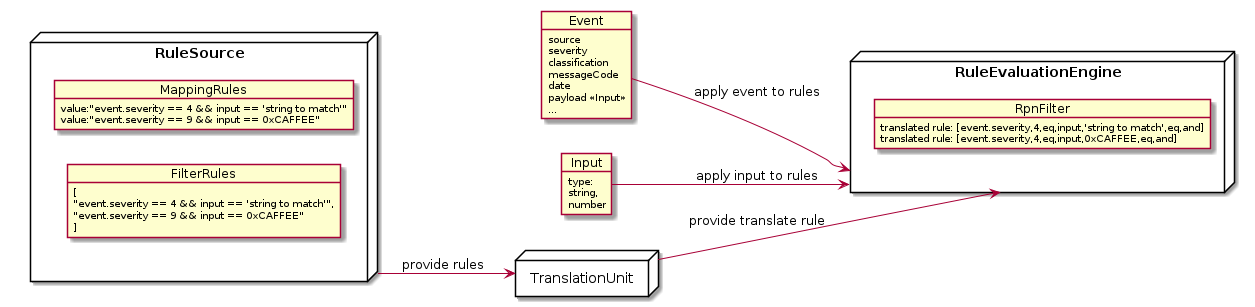 RuleSource
MappingRules
value:"event.severity == 4 && input == 'string to match'"
value:"event.severity == 9 && input == 0xCAFFEE"
FilterRules
[
"event.severity == 4 && input == 'string to match'",
"event.severity == 9 && input == 0xCAFFEE"
]
provide rules
Event
source
severity
classification
messageCode
date
payload «Input»
...
apply event to rules
Input
type:
string,
number
apply input to rules
TranslationUnit
provide translate rule
RuleEvaluationEngine
RpnFilter
translated rule: [event.severity,4,eq,input,'string to match',eq,and]
translated rule: [event.severity,4,eq,input,0xCAFFEE,eq,and]